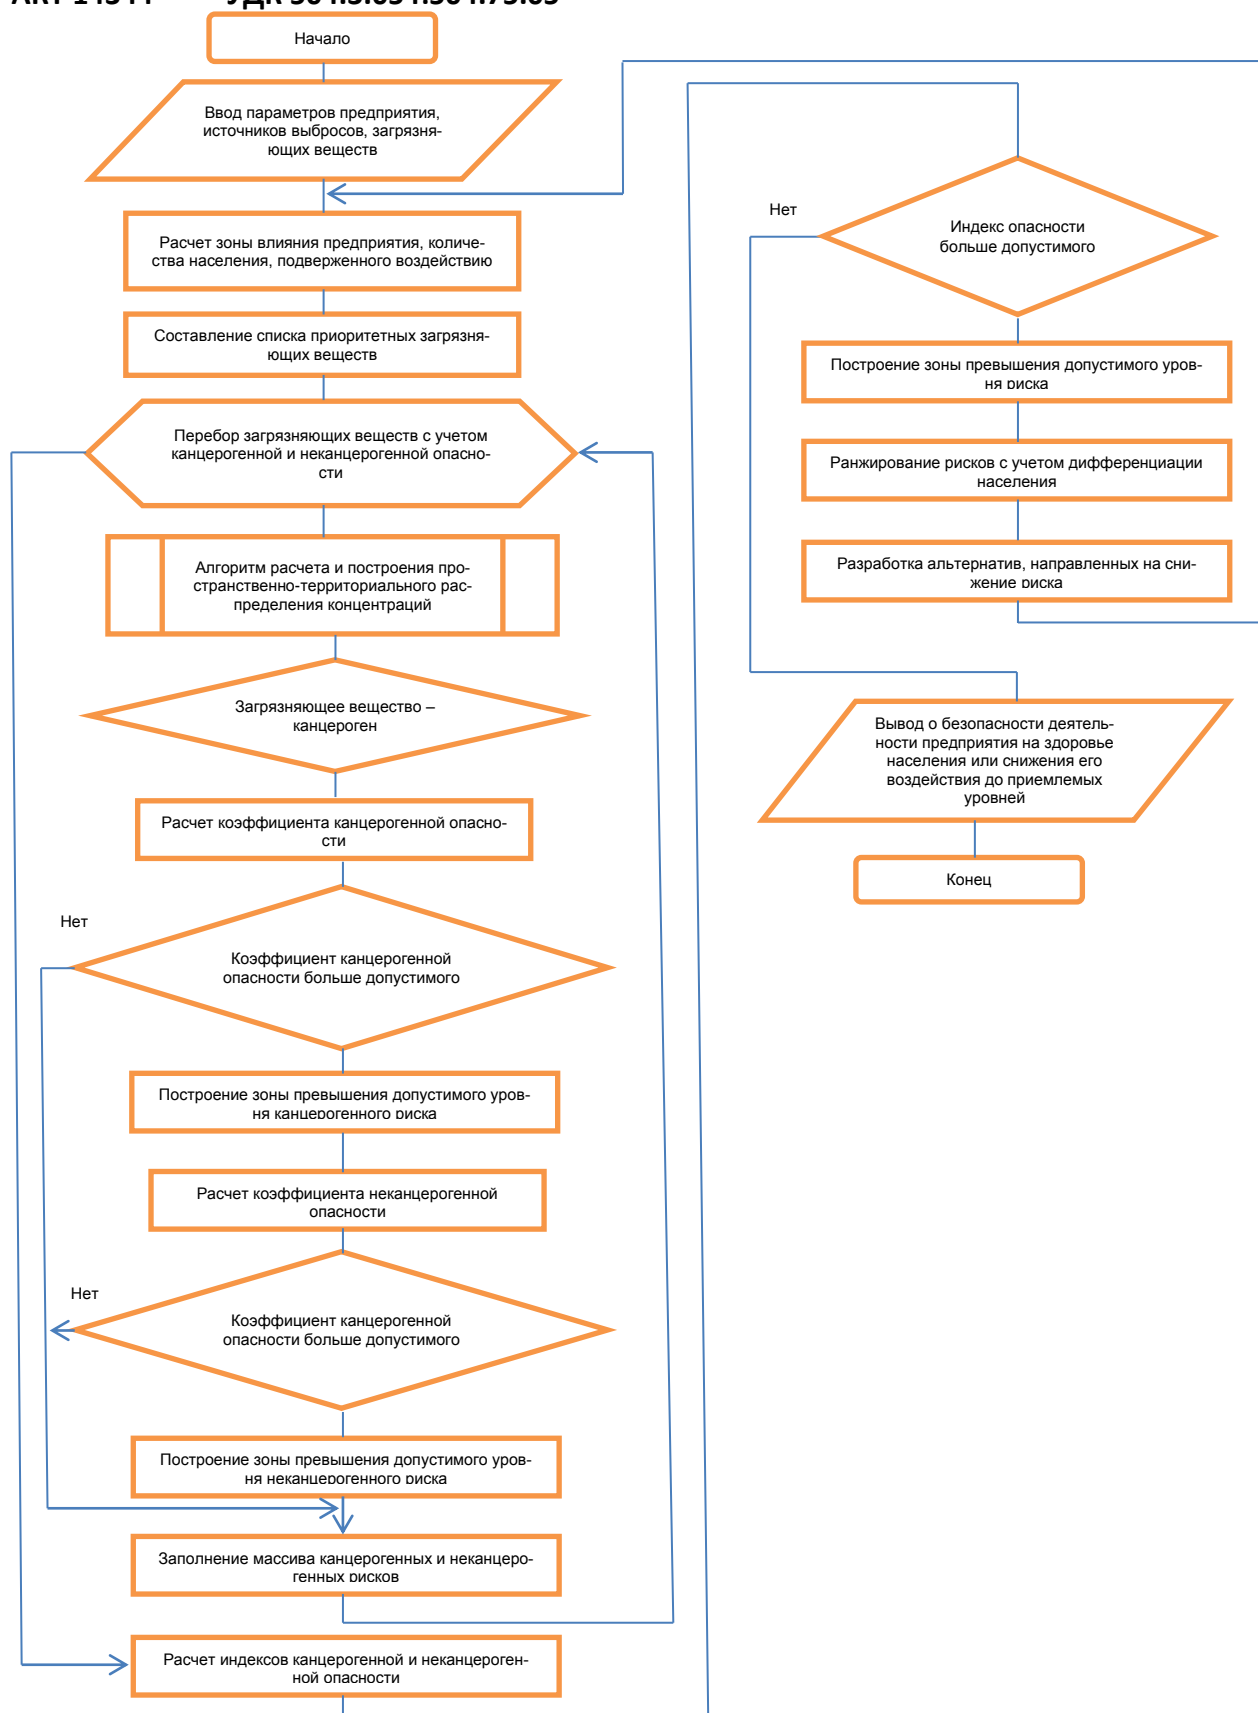 Начало
Ввод параметров предприятия,
источников выбросов, загрязня-
ющих веществ
Расчет зоны влияния предприятия, количе-
ства населения, подверженного воздействию
Составление списка приоритетных загрязня-
ющих веществ
Перебор загрязняющих веществ с учетом
канцерогенной и неканцерогенной опасно-
сти
Алгоритм расчета и построения про-
странственно-территориального рас-
пределения концентраций
Загрязняющее вещество –
канцероген
Расчет коэффициента канцерогенной опасно-
сти
Нет
Коэффициент канцерогенной
опасности больше допустимого
Построение зоны превышения допустимого уров-
ня канцерогенного риска
Расчет коэффициента неканцерогенной
опасности
Нет
Коэффициент канцерогенной
опасности больше допустимого
Построение зоны превышения допустимого уров-
ня неканцерогенного риска
Заполнение массива канцерогенных и неканцеро-
генных рисков
Расчет индексов канцерогенной и неканцероген-
ной опасности
Нет
Индекс опасности
больше допустимого
Построение зоны превышения допустимого уров-
ня риска
Ранжирование рисков с учетом дифференциации
населения
Разработка альтернатив, направленных на сни-
жение риска
Вывод о безопасности деятель-
ности предприятия на здоровье
населения или снижения его
воздействия до приемлемых
уровней
Конец